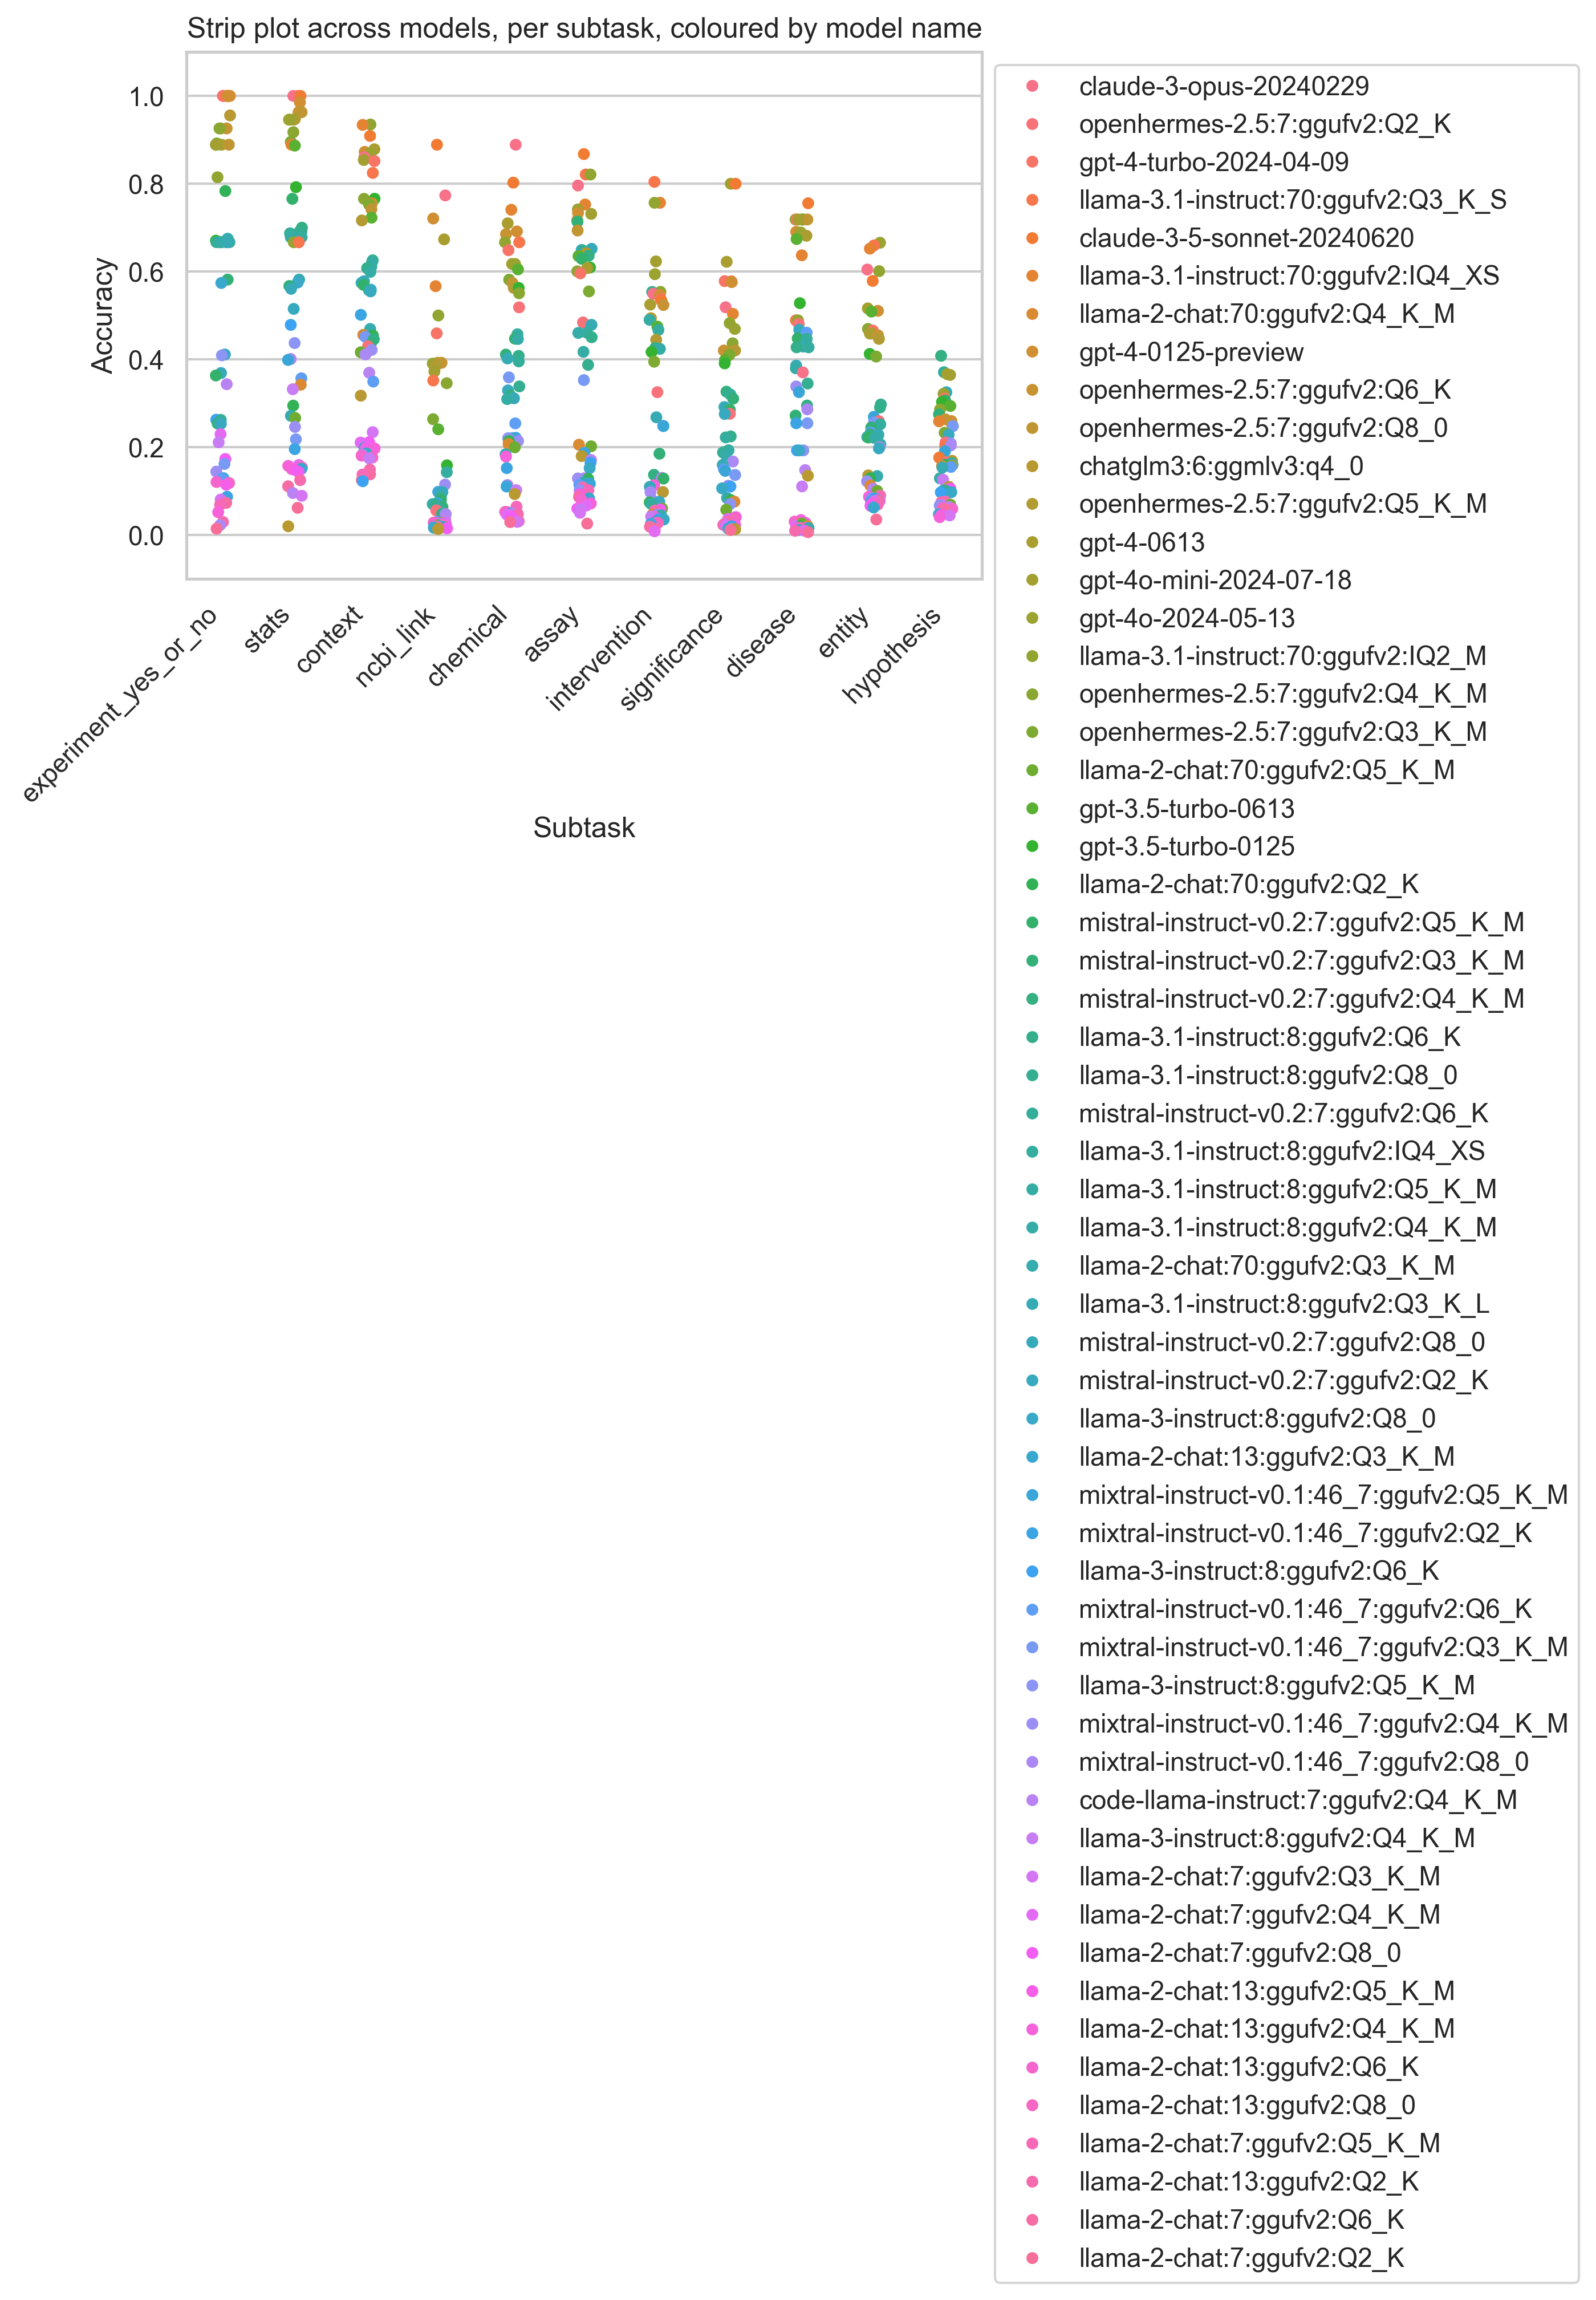 Strip plot across models, per subtask, coloured by model name
Accuracy
1.0
0.8
0.6
0.4
0.2
0.0
experiment_yes_or_no
stats
context
ncbi_link
chemical
assay
intervention
significance
disease
entity
hypothesis
Subtask
claude-3-opus-20240229
openhermes-2.5:7:ggufv2:Q2_K
gpt-4-turbo-2024-04-09
llama-3.1-instruct:70:ggufv2:Q3_K_S
claude-3-5-sonnet-20240620
llama-3.1-instruct:70:ggufv2:IQ4_XS
llama-2-chat:70:ggufv2:Q4_K_M
gpt-4-0125-preview
openhermes-2.5:7:ggufv2:Q6_K
openhermes-2.5:7:ggufv2:Q8_0
chatglm3:6:ggmlv3:q4_0
openhermes-2.5:7:ggufv2:Q5_K_M
gpt-4-0613
gpt-4o-mini-2024-07-18
gpt-4o-2024-05-13
llama-3.1-instruct:70:ggufv2:IQ2_M
openhermes-2.5:7:ggufv2:Q4_K_M
openhermes-2.5:7:ggufv2:Q3_K_M
llama-2-chat:70:ggufv2:Q5_K_M
gpt-3.5-turbo-0613
gpt-3.5-turbo-0125
llama-2-chat:70:ggufv2:Q2_K
mistral-instruct-v0.2:7:ggufv2:Q5_K_M
mistral-instruct-v0.2:7:ggufv2:Q3_K_M
mistral-instruct-v0.2:7:ggufv2:Q4_K_M
llama-3.1-instruct:8:ggufv2:Q6_K
llama-3.1-instruct:8:ggufv2:Q8_0
mistral-instruct-v0.2:7:ggufv2:Q6_K
llama-3.1-instruct:8:ggufv2:IQ4_XS
llama-3.1-instruct:8:ggufv2:Q5_K_M
llama-3.1-instruct:8:ggufv2:Q4_K_M
llama-2-chat:70:ggufv2:Q3_K_M
llama-3.1-instruct:8:ggufv2:Q3_K_L
mistral-instruct-v0.2:7:ggufv2:Q8_0
mistral-instruct-v0.2:7:ggufv2:Q2_K
llama-3-instruct:8:ggufv2:Q8_0
llama-2-chat:13:ggufv2:Q3_K_M
mixtral-instruct-v0.1:46_7:ggufv2:Q5_K_M
mixtral-instruct-v0.1:46_7:ggufv2:Q2_K
llama-3-instruct:8:ggufv2:Q6_K
mixtral-instruct-v0.1:46_7:ggufv2:Q6_K
mixtral-instruct-v0.1:46_7:ggufv2:Q3_K_M
llama-3-instruct:8:ggufv2:Q5_K_M
mixtral-instruct-v0.1:46_7:ggufv2:Q4_K_M
mixtral-instruct-v0.1:46_7:ggufv2:Q8_0
code-llama-instruct:7:ggufv2:Q4_K_M
llama-3-instruct:8:ggufv2:Q4_K_M
llama-2-chat:7:ggufv2:Q3_K_M
llama-2-chat:7:ggufv2:Q4_K_M
llama-2-chat:7:ggufv2:Q8_0
llama-2-chat:13:ggufv2:Q5_K_M
llama-2-chat:13:ggufv2:Q4_K_M
llama-2-chat:13:ggufv2:Q6_K
llama-2-chat:13:ggufv2:Q8_0
llama-2-chat:7:ggufv2:Q5_K_M
llama-2-chat:13:ggufv2:Q2_K
llama-2-chat:7:ggufv2:Q6_K
llama-2-chat:7:ggufv2:Q2_K